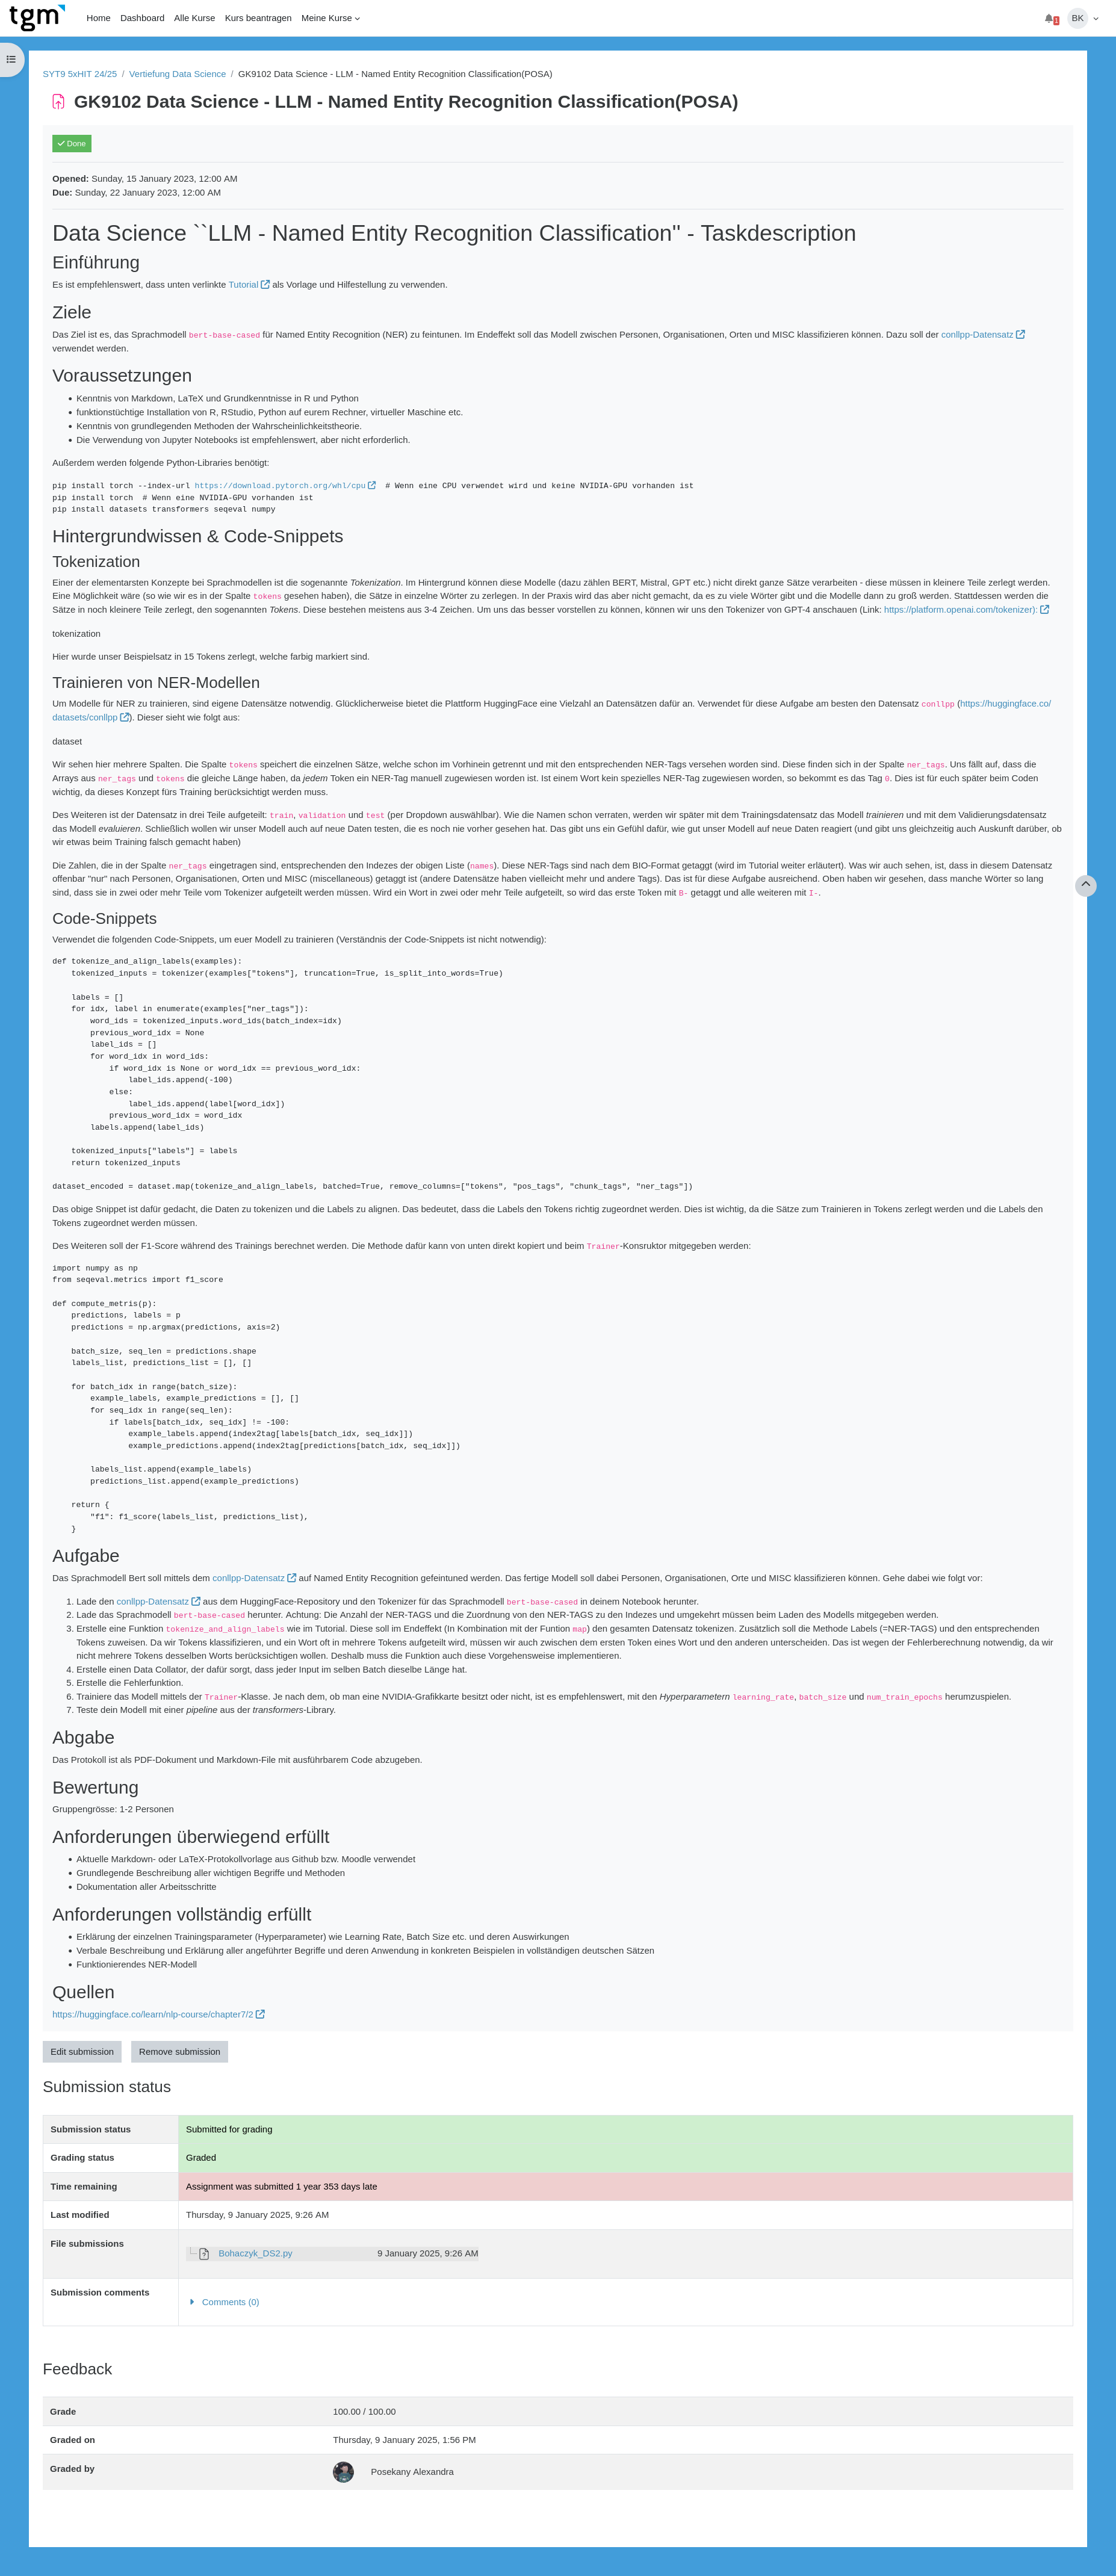 tgm
Home Dashboard Alle Kurse Kurs beantragen Meine Kurse
1 BK
SYT9 5xHIT 24/25 / Vertiefung Data Science / GK9102 Data Science - LLM - Named Entity Recognition Classification(POSA)
GK9102 Data Science - LLM - Named Entity Recognition Classification(POSA)
Done
Opened: Sunday, 15 January 2023, 12:00 AM
Due: Sunday, 22 January 2023, 12:00 AM
Data Science ``LLM - Named Entity Recognition Classification'' - Taskdescription
Einführung
Es ist empfehlenswert, dass unten verlinkte Tutorial als Vorlage und Hilfestellung zu verwenden.
Ziele
Das Ziel ist es, das Sprachmodell bert-base-cased für Named Entity Recognition (NER) zu feintunen. Im Endeffekt soll das Modell zwischen Personen, Organisationen, Orten und MISC klassifizieren können. Dazu soll der conllpp-Datensatz
verwendet werden.
Voraussetzungen
• Kenntnis von Markdown, LaTeX und Grundkenntnisse in R und Python
• funktionstüchtige Installation von R, RStudio, Python auf eurem Rechner, virtueller Maschine etc.
• Kenntnis von grundlegenden Methoden der Wahrscheinlichkeitstheorie.
• Die Verwendung von Jupyter Notebooks ist empfehlenswert, aber nicht erforderlich.
Außerdem werden folgende Python-Libraries benötigt:
pip install torch --index-url https://download.pytorch.org/whl/cpu # Wenn eine CPU verwendet wird und keine NVIDIA-GPU vorhanden ist
pip install torch  # Wenn eine NVIDIA-GPU vorhanden ist
pip install datasets transformers seqeval numpy
Hintergrundwissen & Code-Snippets
Tokenization
Einer der elementarsten Konzepte bei Sprachmodellen ist die sogenannte Tokenization. Im Hintergrund können diese Modelle (dazu zählen BERT, Mistral, GPT etc.) nicht direkt ganze Sätze verarbeiten - diese müssen in kleinere Teile zerlegt werden.
Eine Möglichkeit wäre (so wie wir es in der Spalte tokens gesehen haben), die Sätze in einzelne Wörter zu zerlegen. In der Praxis wird das aber nicht gemacht, da es zu viele Wörter gibt und die Modelle dann zu groß werden. Stattdessen werden die
Sätze in noch kleinere Teile zerlegt, den sogenannten Tokens. Diese bestehen meistens aus 3-4 Zeichen. Um uns das besser vorstellen zu können, können wir uns den Tokenizer von GPT-4 anschauen (Link: https://platform.openai.com/tokenizer):
tokenization
Hier wurde unser Beispielsatz in 15 Tokens zerlegt, welche farbig markiert sind.
Trainieren von NER-Modellen
Um Modelle für NER zu trainieren, sind eigene Datensätze notwendig. Glücklicherweise bietet die Plattform HuggingFace eine Vielzahl an Datensätzen dafür an. Verwendet für diese Aufgabe am besten den Datensatz conllpp (https://huggingface.co/
datasets/conllpp). Dieser sieht wie folgt aus:
dataset
Wir sehen hier mehrere Spalten. Die Spalte tokens speichert die einzelnen Sätze, welche schon im Vorhinein getrennt und mit den entsprechenden NER-Tags versehen worden sind. Diese finden sich in der Spalte ner_tags. Uns fällt auf, dass die
Arrays aus ner_tags und tokens die gleiche Länge haben, da jedem Token ein NER-Tag manuell zugewiesen worden ist. Ist einem Wort kein spezielles NER-Tag zugewiesen worden, so bekommt es das Tag 0. Dies ist für euch später beim Coden
wichtig, da dieses Konzept fürs Training berücksichtigt werden muss.
Des Weiteren ist der Datensatz in drei Teile aufgeteilt: train, validation und test (per Dropdown auswählbar). Wie die Namen schon verraten, werden wir später mit dem Trainingsdatensatz das Modell trainieren und mit dem Validierungsdatensatz
das Modell evaluieren. Schließlich wollen wir unser Modell auch auf neue Daten testen, die es noch nie vorher gesehen hat. Das gibt uns ein Gefühl dafür, wie gut unser Modell auf neue Daten reagiert (und gibt uns gleichzeitig auch Auskunft darüber, ob
wir etwas beim Training falsch gemacht haben)
Die Zahlen, die in der Spalte ner_tags eingetragen sind, entsprechenden den Indezes der obigen Liste (names). Diese NER-Tags sind nach dem BIO-Format getaggt (wird im Tutorial weiter erläutert). Was wir auch sehen, ist, dass in diesem Datensatz
offenbar "nur" nach Personen, Organisationen, Orten und MISC (miscellaneous) getaggt ist (andere Datensätze haben vielleicht mehr und andere Tags). Das ist für diese Aufgabe ausreichend. Oben haben wir gesehen, dass manche Wörter so lang
sind, dass sie in zwei oder mehr Teile vom Tokenizer aufgeteilt werden müssen. Wird ein Wort in zwei oder mehr Teile aufgeteilt, so wird das erste Token mit B- getaggt und alle weiteren mit I-.
Code-Snippets
Verwendet die folgenden Code-Snippets, um euer Modell zu trainieren (Verständnis der Code-Snippets ist nicht notwendig):
def tokenize_and_align_labels(examples):
    tokenized_inputs = tokenizer(examples["tokens"], truncation=True, is_split_into_words=True)
    labels = []
    for idx, label in enumerate(examples["ner_tags"]):
        word_ids = tokenized_inputs.word_ids(batch_index=idx)
        previous_word_idx = None
        label_ids = []
        for word_idx in word_ids:
            if word_idx is None or word_idx == previous_word_idx:
                label_ids.append(-100)
            else:
                label_ids.append(label[word_idx])
            previous_word_idx = word_idx
        labels.append(label_ids)
    tokenized_inputs["labels"] = labels
    return tokenized_inputs
dataset_encoded = dataset.map(tokenize_and_align_labels, batched=True, remove_columns=["tokens", "pos_tags", "chunk_tags", "ner_tags"])
Das obige Snippet ist dafür gedacht, die Daten zu tokenizen und die Labels zu alignen. Das bedeutet, dass die Labels den Tokens richtig zugeordnet werden. Dies ist wichtig, da die Sätze zum Trainieren in Tokens zerlegt werden und die Labels den
Tokens zugeordnet werden müssen.
Des Weiteren soll der F1-Score während des Trainings berechnet werden. Die Methode dafür kann von unten direkt kopiert und beim Trainer-Konsruktor mitgegeben werden:
import numpy as np
from seqeval.metrics import f1_score
def compute_metris(p):
    predictions, labels = p
    predictions = np.argmax(predictions, axis=2)
    batch_size, seq_len = predictions.shape
    labels_list, predictions_list = [], []
    for batch_idx in range(batch_size):
        example_labels, example_predictions = [], []
        for seq_idx in range(seq_len):
            if labels[batch_idx, seq_idx] != -100:
                example_labels.append(index2tag[labels[batch_idx, seq_idx]])
                example_predictions.append(index2tag[predictions[batch_idx, seq_idx]])
        labels_list.append(example_labels)
        predictions_list.append(example_predictions)
    return {
        "f1": f1_score(labels_list, predictions_list),
    }
Aufgabe
Das Sprachmodell Bert soll mittels dem conllpp-Datensatz auf Named Entity Recognition gefeintuned werden. Das fertige Modell soll dabei Personen, Organisationen, Orte und MISC klassifizieren können. Gehe dabei wie folgt vor:
1. Lade den conllpp-Datensatz aus dem HuggingFace-Repository und den Tokenizer für das Sprachmodell bert-base-cased in deinem Notebook herunter.
2. Lade das Sprachmodell bert-base-cased herunter. Achtung: Die Anzahl der NER-TAGS und die Zuordnung von den NER-TAGS zu den Indezes und umgekehrt müssen beim Laden des Modells mitgegeben werden.
3. Erstelle eine Funktion tokenize_and_align_labels wie im Tutorial. Diese soll im Endeffekt (In Kombination mit der Funtion map) den gesamten Datensatz tokenizen. Zusätzlich soll die Methode Labels (=NER-TAGS) und den entsprechenden
Tokens zuweisen. Da wir Tokens klassifizieren, und ein Wort oft in mehrere Tokens aufgeteilt wird, müssen wir auch zwischen dem ersten Token eines Wort und den anderen unterscheiden. Das ist wegen der Fehlerberechnung notwendig, da wir
nicht mehrere Tokens desselben Worts berücksichtigen wollen. Deshalb muss die Funktion auch diese Vorgehensweise implementieren.
4. Erstelle einen Data Collator, der dafür sorgt, dass jeder Input im selben Batch dieselbe Länge hat.
5. Erstelle die Fehlerfunktion.
6. Trainiere das Modell mittels der Trainer-Klasse. Je nach dem, ob man eine NVIDIA-Grafikkarte besitzt oder nicht, ist es empfehlenswert, mit den Hyperparametern learning_rate, batch_size und num_train_epochs herumzuspielen.
7. Teste dein Modell mit einer pipeline aus der transformers-Library.
Abgabe
Das Protokoll ist als PDF-Dokument und Markdown-File mit ausführbarem Code abzugeben.
Bewertung
Gruppengrösse: 1-2 Personen
Anforderungen überwiegend erfüllt
• Aktuelle Markdown- oder LaTeX-Protokollvorlage aus Github bzw. Moodle verwendet
• Grundlegende Beschreibung aller wichtigen Begriffe und Methoden
• Dokumentation aller Arbeitsschritte
Anforderungen vollständig erfüllt
• Erklärung der einzelnen Trainingsparameter (Hyperparameter) wie Learning Rate, Batch Size etc. und deren Auswirkungen
• Verbale Beschreibung und Erklärung aller angeführter Begriffe und deren Anwendung in konkreten Beispielen in vollständigen deutschen Sätzen
• Funktionierendes NER-Modell
Quellen
https://huggingface.co/learn/nlp-course/chapter7/2
Edit submission Remove submission
Submission status
Submission status Submitted for grading
Grading status Graded
Time remaining Assignment was submitted 1 year 353 days late
Last modified Thursday, 9 January 2025, 9:26 AM
File submissions Bohaczyk_DS2.py 9 January 2025, 9:26 AM
Submission comments Comments (0)
Feedback
Grade 100.00 / 100.00
Graded on Thursday, 9 January 2025, 1:56 PM
Graded by Posekany Alexandra